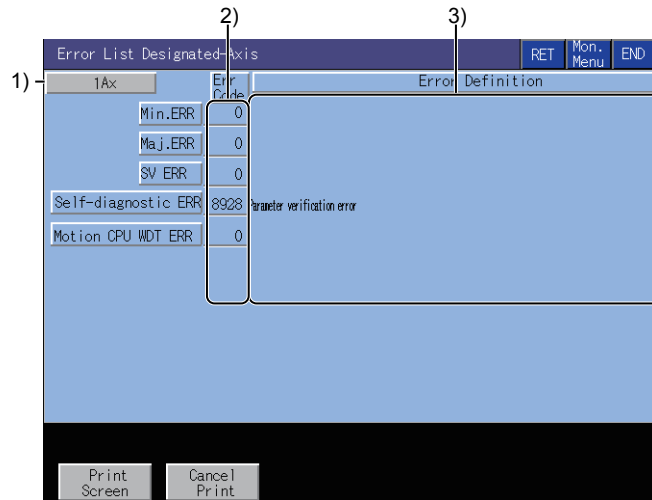 2)
3)
Error List Designated-Axis
RET
Mon.
Menu
END
1)
1Ax
Err
Code
Error Definition
Min.ERR
0
Maj.ERR
0
SV ERR
0
Self-diagnostic ERR
8928
Parameter verification error
Motion CPU WDT ERR
0
Print
Screen
Cancel
Print